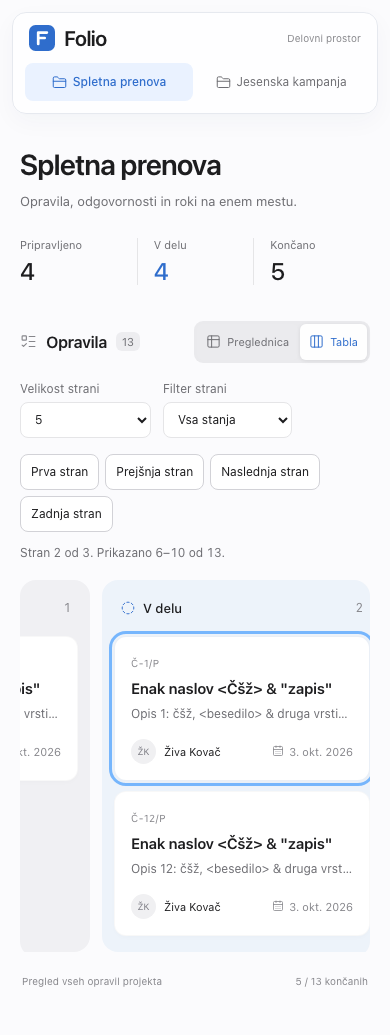 Folio
Delovni prostor
Spletna prenova
Jesenska kampanja
Spletna prenova
Opravila, odgovornosti in roki na enem mestu.
Pripravljeno
4
V delu
4
Končano
5
Opravila 13
Preglednica
Tabla
Velikost strani
Filter strani
5
Vsa stanja
Prva stran
Prejšnja stran
Naslednja stran
Zadnja stran
Stran 2 od 3. Prikazano 6–10 od 13.
1
is"
vrsti…
kt. 2026
V delu
2
Č-1/P
Enak naslov <Čšž> & "zapis"
Opis 1: čšž, <besedilo> & druga vrsti…
ŽK
Živa Kovač
3. okt. 2026
Č-12/P
Enak naslov <Čšž> & "zapis"
Opis 12: čšž, <besedilo> & druga vrst…
ŽK
Živa Kovač
3. okt. 2026
Pregled vseh opravil projekta
5 / 13 končanih